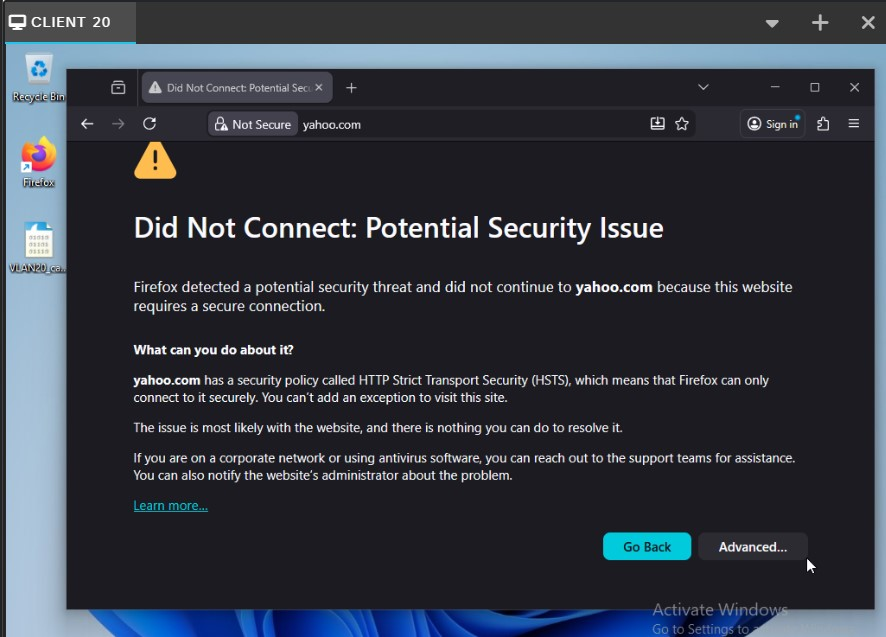 CLIENT 20
Recycle Bin
Firefox
VLAN20_ca...
Did Not Connect: Potential Sec
Not Secure
yahoo.com
Sign in
Did Not Connect: Potential Security Issue
Firefox detected a potential security threat and did not continue to yahoo.com because this website
requires a secure connection.
What can you do about it?
yahoo.com has a security policy called HTTP Strict Transport Security (HSTS), which means that Firefox can only
connect to it securely. You can't add an exception to visit this site.
The issue is most likely with the website, and there is nothing you can do to resolve it.
If you are on a corporate network or using antivirus software, you can reach out to the support teams for assistance.
You can also notify the website's administrator about the problem.
Learn more...
Go Back
Advanced...
Activate Windows
Go to Settings to